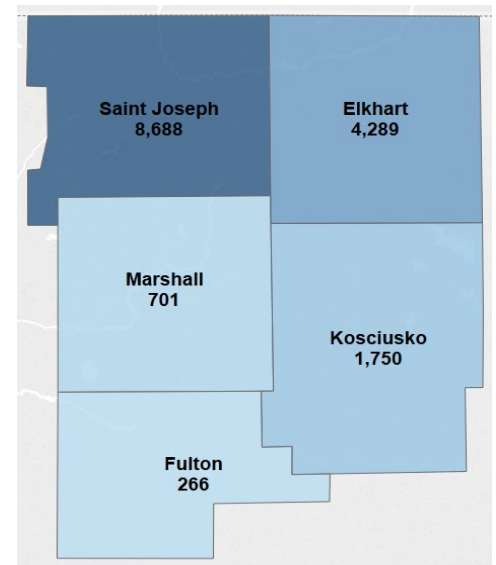 Saint Joseph
8,688
Elkhart
4,289
Marshall
701
Kosciusko
1,750
Fulton
266